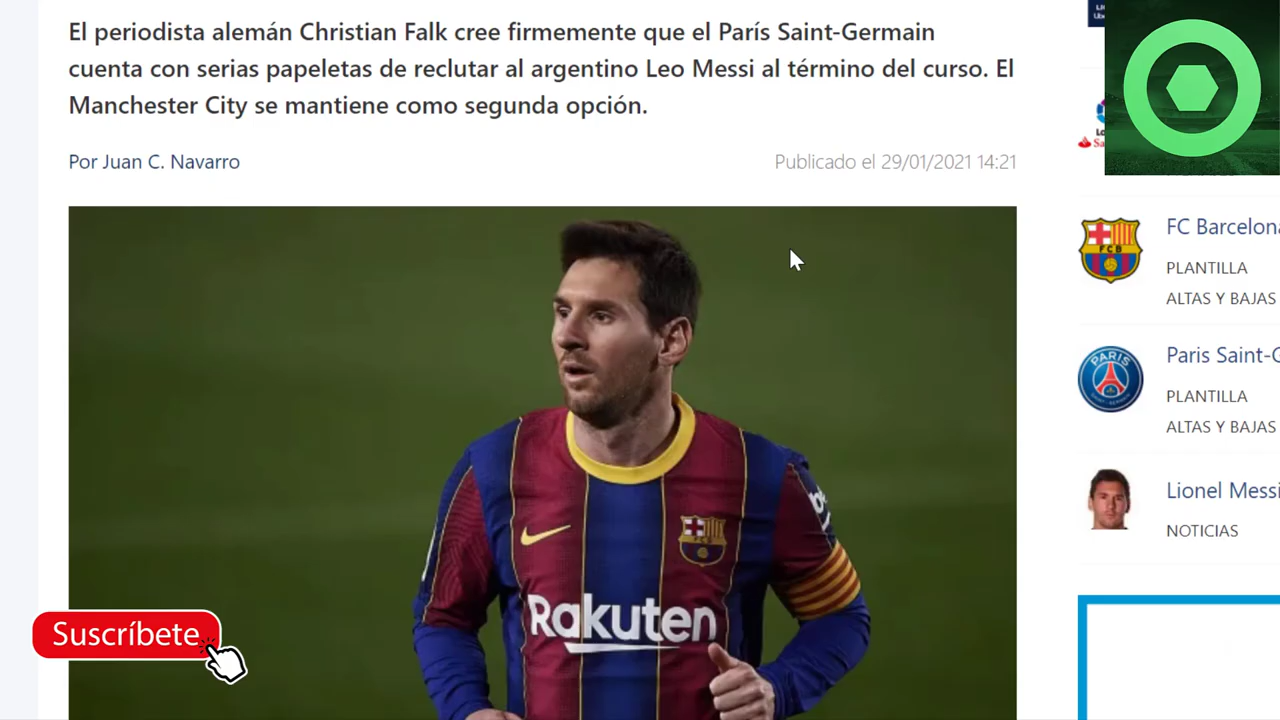 El periodista alemán Christian Falk cree firmemente que el París Saint-Germain
cuenta con serias papeletas de reclutar al argentino Leo Messi al término del curso. El
Manchester City se mantiene como segunda opción.
Por Juan C. Navarro
Publicado el 29/01/2021 14:21
FC Barcelona
PLANTILLA
ALTAS Y BAJAS
FCB
Paris Saint-G
PLANTILLA
ALTAS Y BAJAS
PARIS
Lionel Messi
NOTICIAS
Rakuten
Suscríbete